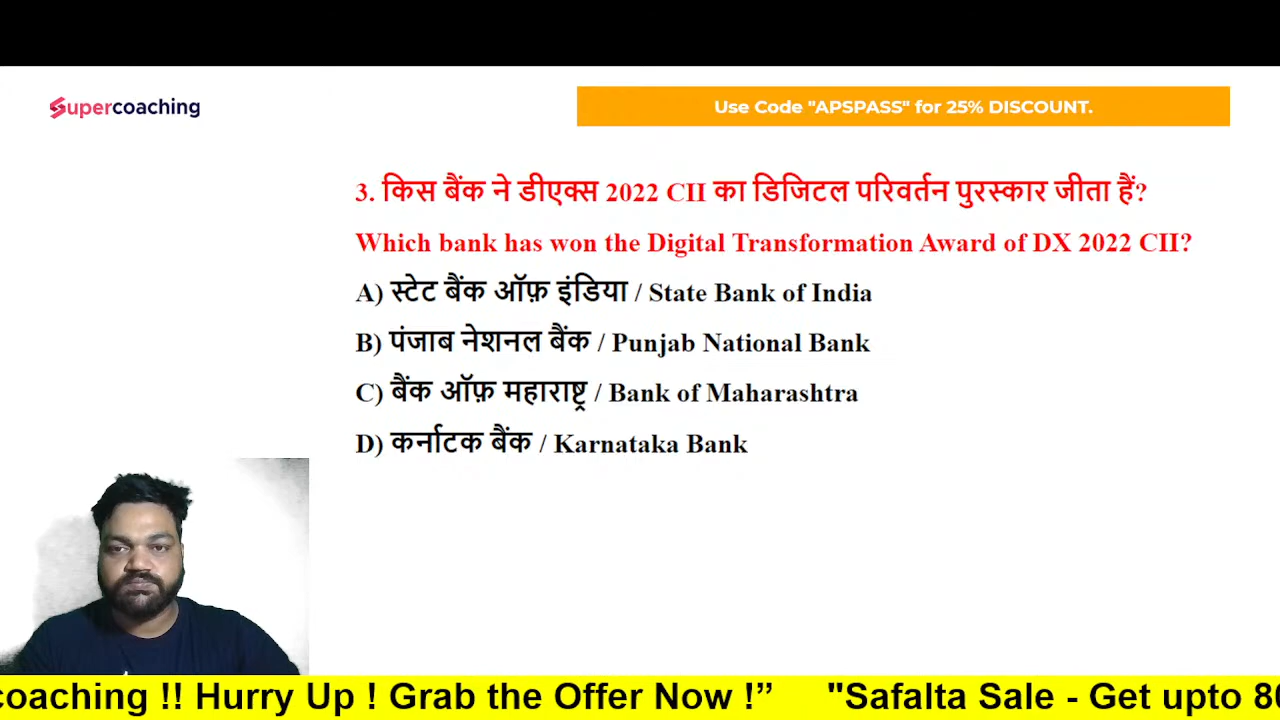 Supercoaching
Use Code "APSPASS" for 25% DISCOUNT.
3. किस बैंक ने डीएक्स 2022 CII का डिजिटल परिवर्तन पुरस्कार जीता हैं?
Which bank has won the Digital Transformation Award of DX 2022 CII?
A) स्टेट बैंक ऑफ़ इंडिया / State Bank of India
B) पंजाब नेशनल बैंक / Punjab National Bank
C) बैंक ऑफ़ महाराष्ट्र / Bank of Maharashtra
D) कर्नाटक बैंक / Karnataka Bank
coaching !! Hurry Up ! Grab the Offer Now !” "Safalta Sale - Get upto